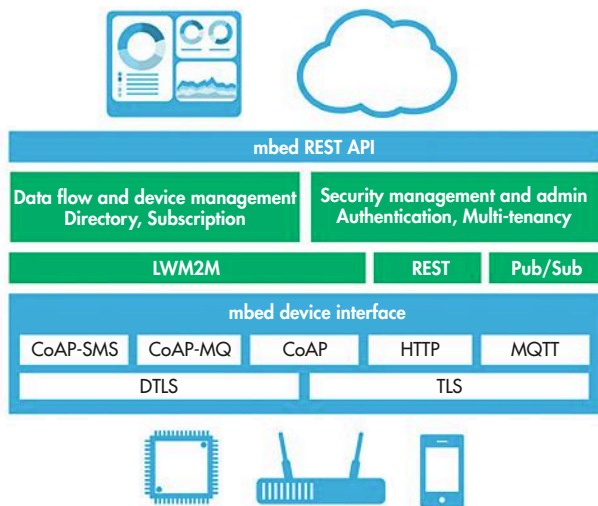 mbed REST API
Data flow and device management
Directory, Subscription
Security management and admin
Authentication, Multi-tenancy
LWM2M
REST
Pub/Sub
mbed device interface
CoAP-SMS
CoAP-MQ
CoAP
HTTP
MQTT
DTLS
TLS